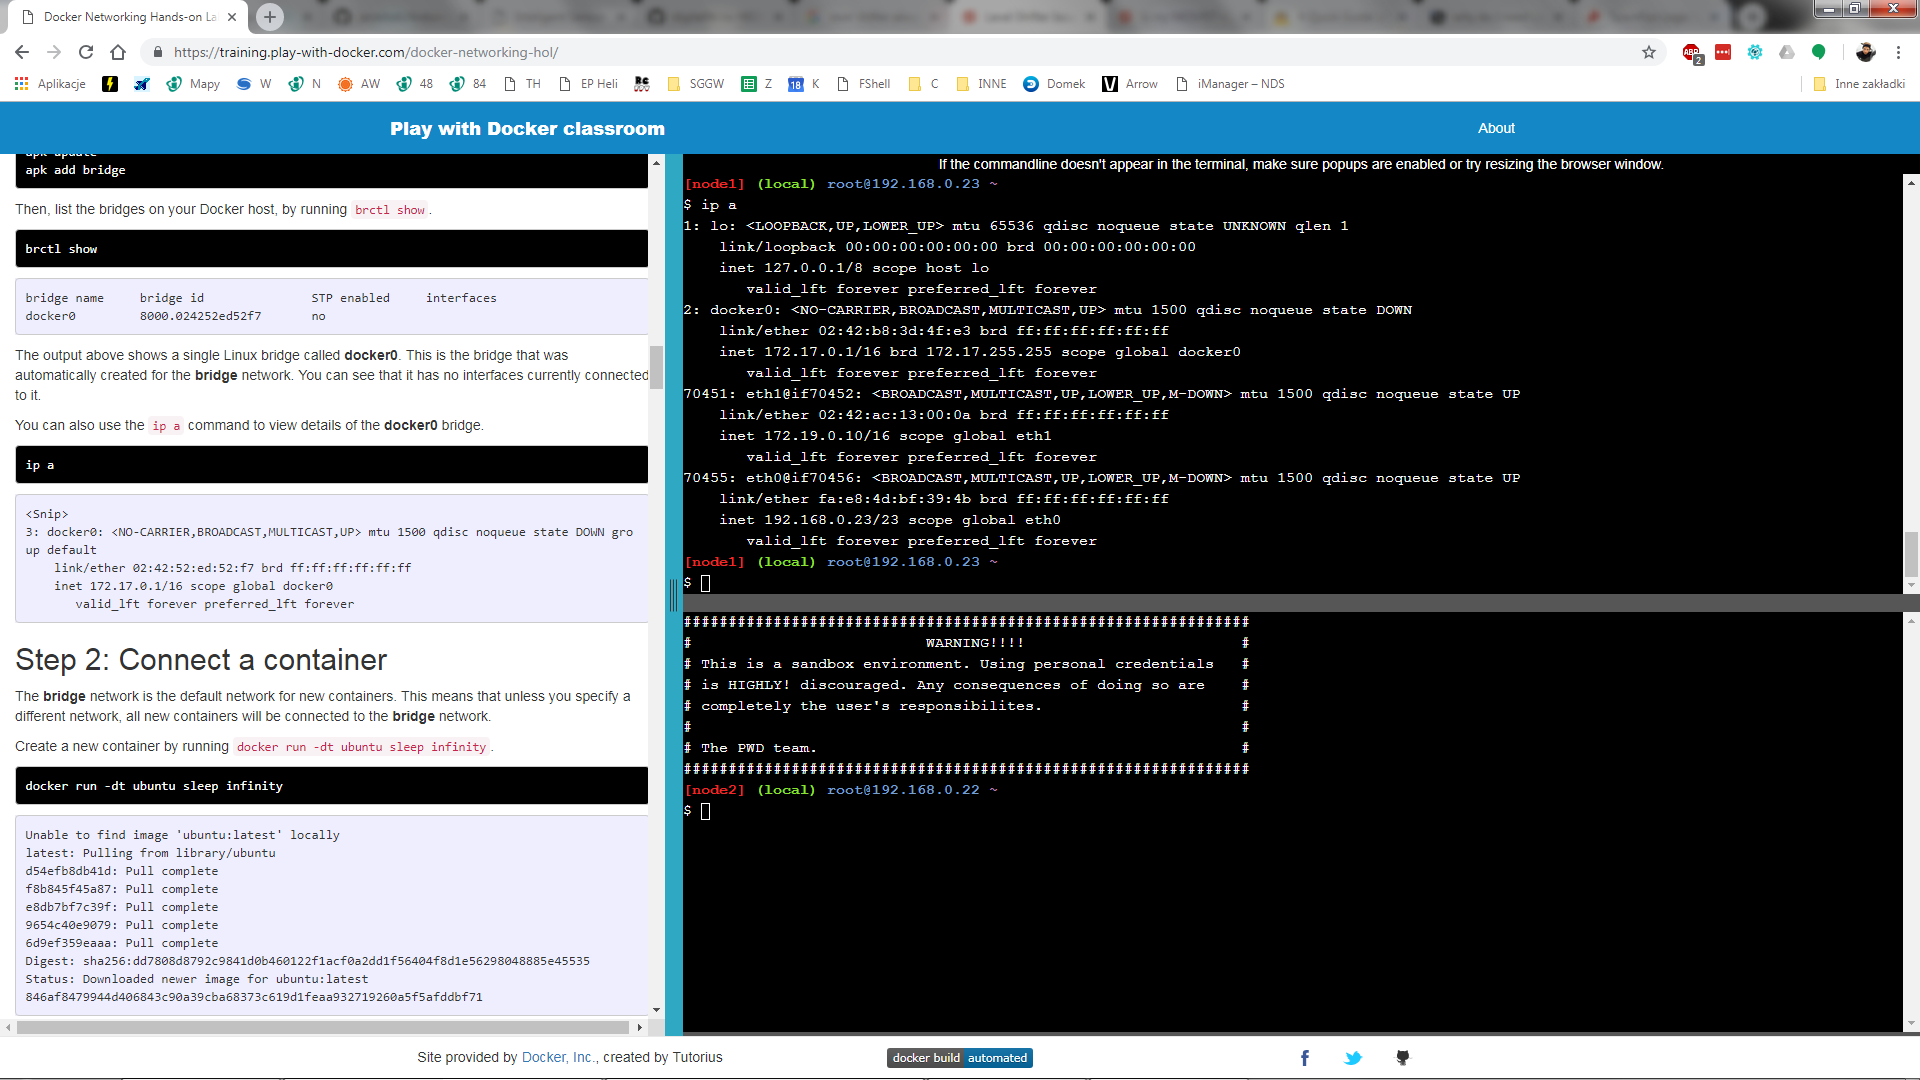 Docker Networking Hands-on La
https://training.play-with-docker.com/docker-networking-hol/
ABP
2
Aplikacje
Mapy
W
N
AW
48
84
TH
EP Heli
RC
SGGW
Z
18
K
FShell
C
INNE
Domek
V
Arrow
iManager – NDS
Inne zakładki
Play with Docker classroom
About
apk update
apk add bridge
Then, list the bridges on your Docker host, by running brctl show.
brctl show
bridge name     bridge id               STP enabled     interfaces
docker0         8000.024252ed52f7       no
The output above shows a single Linux bridge called docker0. This is the bridge that was
automatically created for the bridge network. You can see that it has no interfaces currently connected
to it.
You can also use the ip a command to view details of the docker0 bridge.
ip a
<Snip>
3: docker0: <NO-CARRIER,BROADCAST,MULTICAST,UP> mtu 1500 qdisc noqueue state DOWN gro
up default
    link/ether 02:42:52:ed:52:f7 brd ff:ff:ff:ff:ff:ff
    inet 172.17.0.1/16 scope global docker0
       valid_lft forever preferred_lft forever
Step 2: Connect a container
The bridge network is the default network for new containers. This means that unless you specify a
different network, all new containers will be connected to the bridge network.
Create a new container by running docker run -dt ubuntu sleep infinity.
docker run -dt ubuntu sleep infinity
Unable to find image 'ubuntu:latest' locally
latest: Pulling from library/ubuntu
d54efb8db41d: Pull complete
f8b845f45a87: Pull complete
e8db7bf7c39f: Pull complete
9654c40e9079: Pull complete
6d9ef359eaaa: Pull complete
Digest: sha256:dd7808d8792c9841d0b460122f1acf0a2dd1f56404f8d1e56298048885e45535
Status: Downloaded newer image for ubuntu:latest
846af8479944d406843c90a39cba68373c619d1feaa932719260a5f5afddbf71
If the commandline doesn't appear in the terminal, make sure popups are enabled or try resizing the browser window.
[node1] (local) root@192.168.0.23 ~
$ ip a
1: lo: <LOOPBACK,UP,LOWER_UP> mtu 65536 qdisc noqueue state UNKNOWN qlen 1
    link/loopback 00:00:00:00:00:00 brd 00:00:00:00:00:00
    inet 127.0.0.1/8 scope host lo
       valid_lft forever preferred_lft forever
2: docker0: <NO-CARRIER,BROADCAST,MULTICAST,UP> mtu 1500 qdisc noqueue state DOWN
    link/ether 02:42:b8:3d:4f:e3 brd ff:ff:ff:ff:ff:ff
    inet 172.17.0.1/16 brd 172.17.255.255 scope global docker0
       valid_lft forever preferred_lft forever
70451: eth1@if70452: <BROADCAST,MULTICAST,UP,LOWER_UP,M-DOWN> mtu 1500 qdisc noqueue state UP
    link/ether 02:42:ac:13:00:0a brd ff:ff:ff:ff:ff:ff
    inet 172.19.0.10/16 scope global eth1
       valid_lft forever preferred_lft forever
70455: eth0@if70456: <BROADCAST,MULTICAST,UP,LOWER_UP,M-DOWN> mtu 1500 qdisc noqueue state UP
    link/ether fa:e8:4d:bf:39:4b brd ff:ff:ff:ff:ff:ff
    inet 192.168.0.23/23 scope global eth0
       valid_lft forever preferred_lft forever
[node1] (local) root@192.168.0.23 ~
$
###############################################################
#                          WARNING!!!!                        #
# This is a sandbox environment. Using personal credentials   #
# is HIGHLY! discouraged. Any consequences of doing so are    #
# completely the user's responsibilites.                      #
#                                                             #
# The PWD team.                                               #
###############################################################
[node2] (local) root@192.168.0.22 ~
$
Site provided by Docker, Inc., created by Tutorius
docker build automated